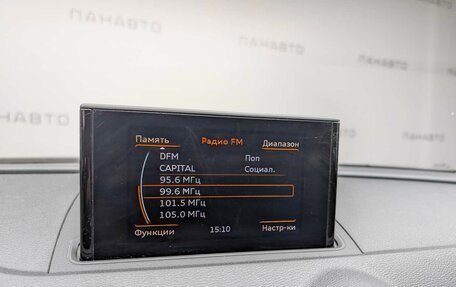 ПАНАВТО
ПАНАВТО
ПАНАВТО
ПАНАВТО
Память Радио FM Диапазон
DFM Поп
CAPITAL Социал.
95.6 МГц
99.6 МГц
101.5 МГц
105.0 МГц
Функции 15:10 Настр-ки